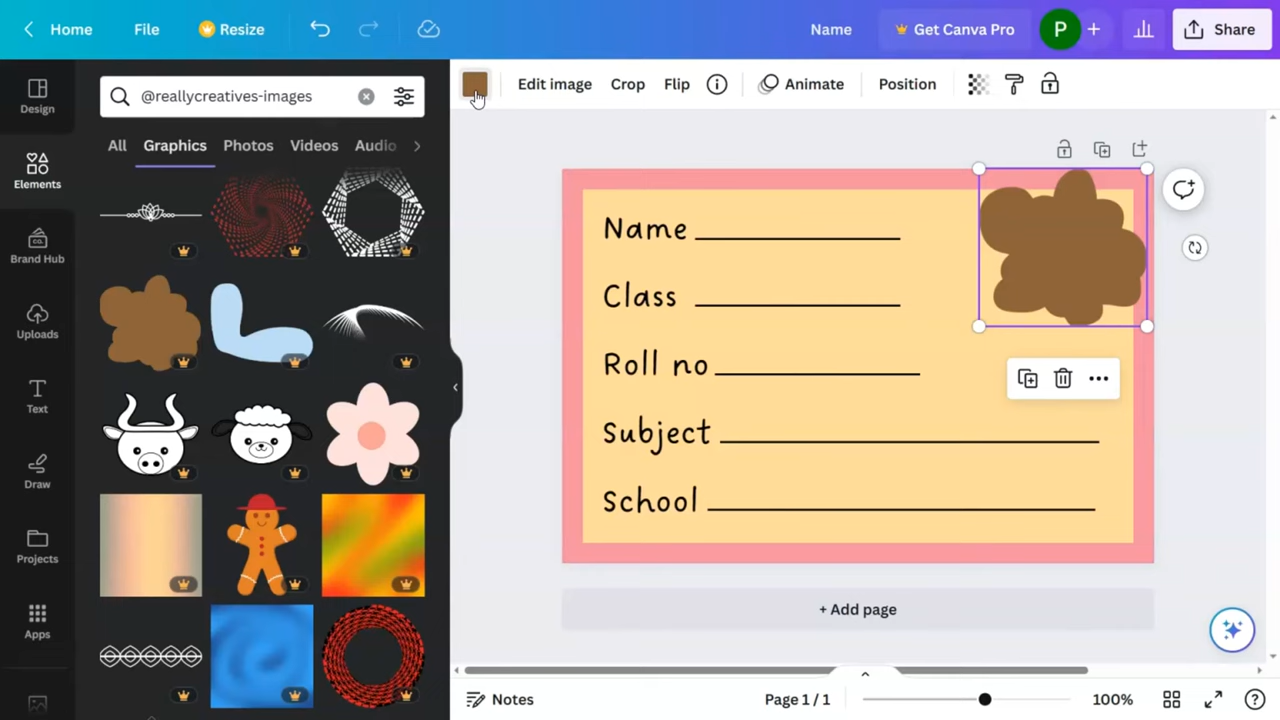 Home File Resize Name Get Canva Pro P + Share
@reallycreatives-images
Edit image Crop Flip Animate Position
Design
All Graphics Photos Videos Audio
Elements
Brand Hub
CO.
Uploads
Text
Draw
Projects
Apps
Name
Class
Roll no
Subject
School
+ Add page
Notes Page 1 / 1 100%